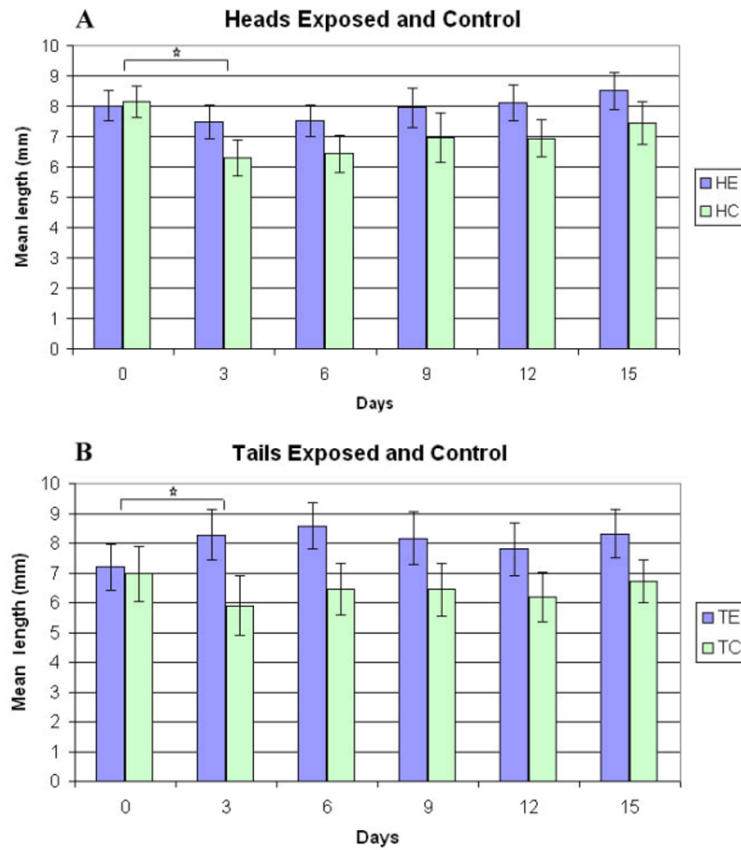 A Heads Exposed and Control
10
9
8
7
6
5
4
3
2
1
0
Mean length (mm)
☆
0 3 6 9 12 15
Days
HE
HC
B Tails Exposed and Control
10
9
8
7
6
5
4
3
2
1
0
Mean length (mm)
☆
0 3 6 9 12 15
Days
TE
TC